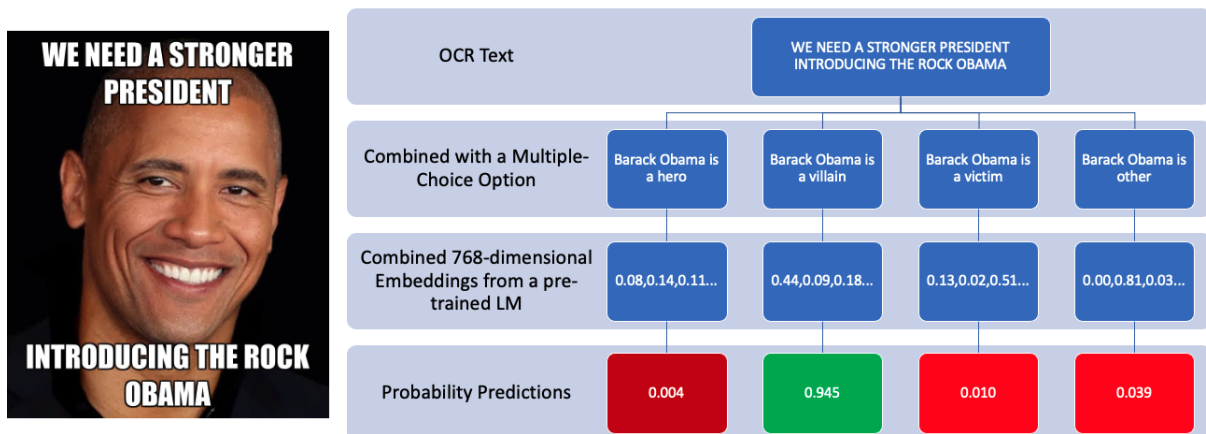 WE NEED A STRONGER
PRESIDENT
INTRODUCING THE ROCK
OBAMA
OCR Text
WE NEED A STRONGER PRESIDENT
INTRODUCING THE ROCK OBAMA
Combined with a Multiple-
Choice Option
Barack Obama is
a hero
Barack Obama is
a villain
Barack Obama is
a victim
Barack Obama is
other
Combined 768-dimensional
Embeddings from a pre-
trained LM
0.08,0.14,0.11...
0.44,0.09,0.18...
0.13,0.02,0.51...
0.00,0.81,0.03...
Probability Predictions
0.004
0.945
0.010
0.039